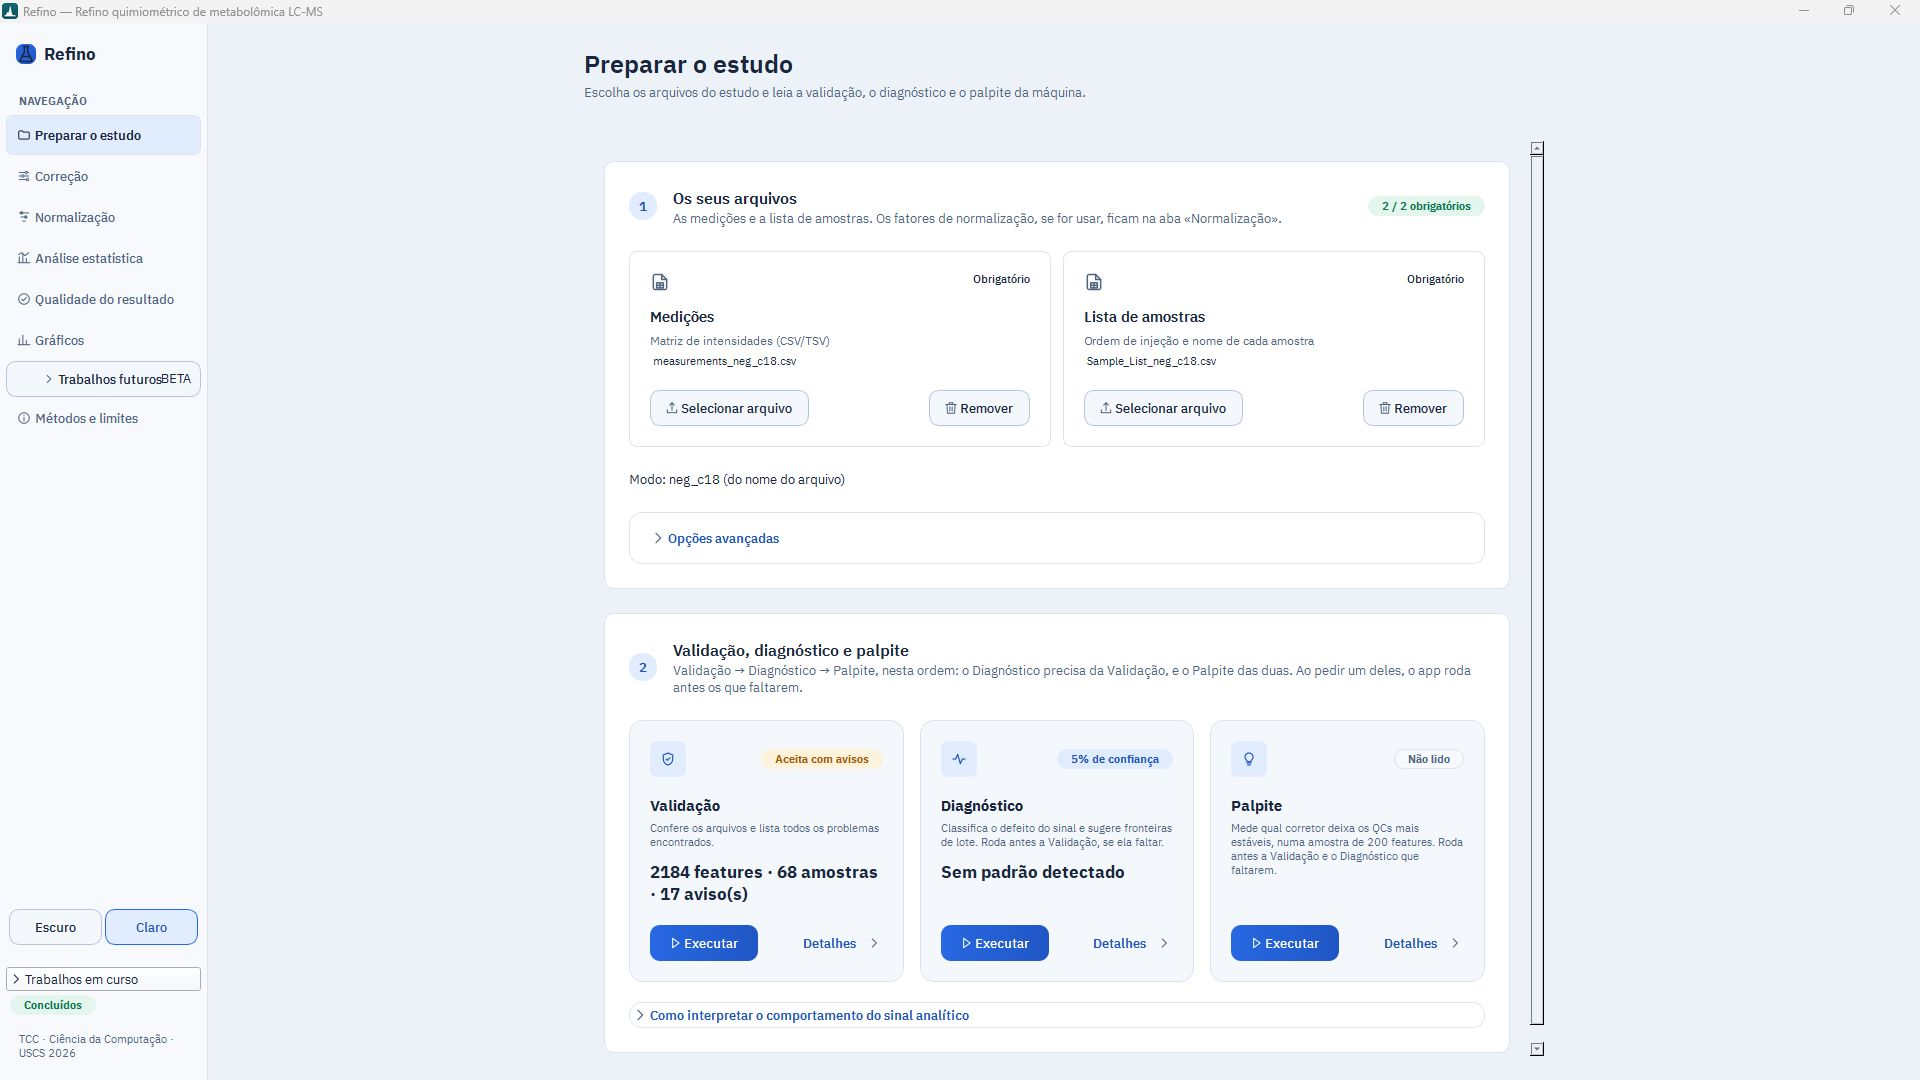 Refino — Refino quimiométrico de metabolômica LC-MS
Refino
NAVEGAÇÃO
Preparar o estudo
Correção
Normalização
Análise estatística
Qualidade do resultado
Gráficos
Trabalhos futuros BETA
Métodos e limites
Escuro
Claro
Trabalhos em curso
Concluídos
TCC · Ciência da Computação ·
USCS 2026
Preparar o estudo
Escolha os arquivos do estudo e leia a validação, o diagnóstico e o palpite da máquina.
1
Os seus arquivos
As medições e a lista de amostras. Os fatores de normalização, se for usar, ficam na aba «Normalização».
2 / 2 obrigatórios
Obrigatório
Medições
Matriz de intensidades (CSV/TSV)
measurements_neg_c18.csv
Selecionar arquivo
Remover
Obrigatório
Lista de amostras
Ordem de injeção e nome de cada amostra
Sample_List_neg_c18.csv
Selecionar arquivo
Remover
Modo: neg_c18 (do nome do arquivo)
Opções avançadas
2
Validação, diagnóstico e palpite
Validação → Diagnóstico → Palpite, nesta ordem: o Diagnóstico precisa da Validação, e o Palpite das duas. Ao pedir um deles, o app roda
antes os que faltarem.
Aceita com avisos
Validação
Confere os arquivos e lista todos os problemas
encontrados.
2184 features · 68 amostras
· 17 aviso(s)
Executar
Detalhes
5% de confiança
Diagnóstico
Classifica o defeito do sinal e sugere fronteiras
de lote. Roda antes a Validação, se ela faltar.
Sem padrão detectado
Executar
Detalhes
Não lido
Palpite
Mede qual corretor deixa os QCs mais
estáveis, numa amostra de 200 features. Roda
antes a Validação e o Diagnóstico que
faltarem.
Executar
Detalhes
Como interpretar o comportamento do sinal analítico